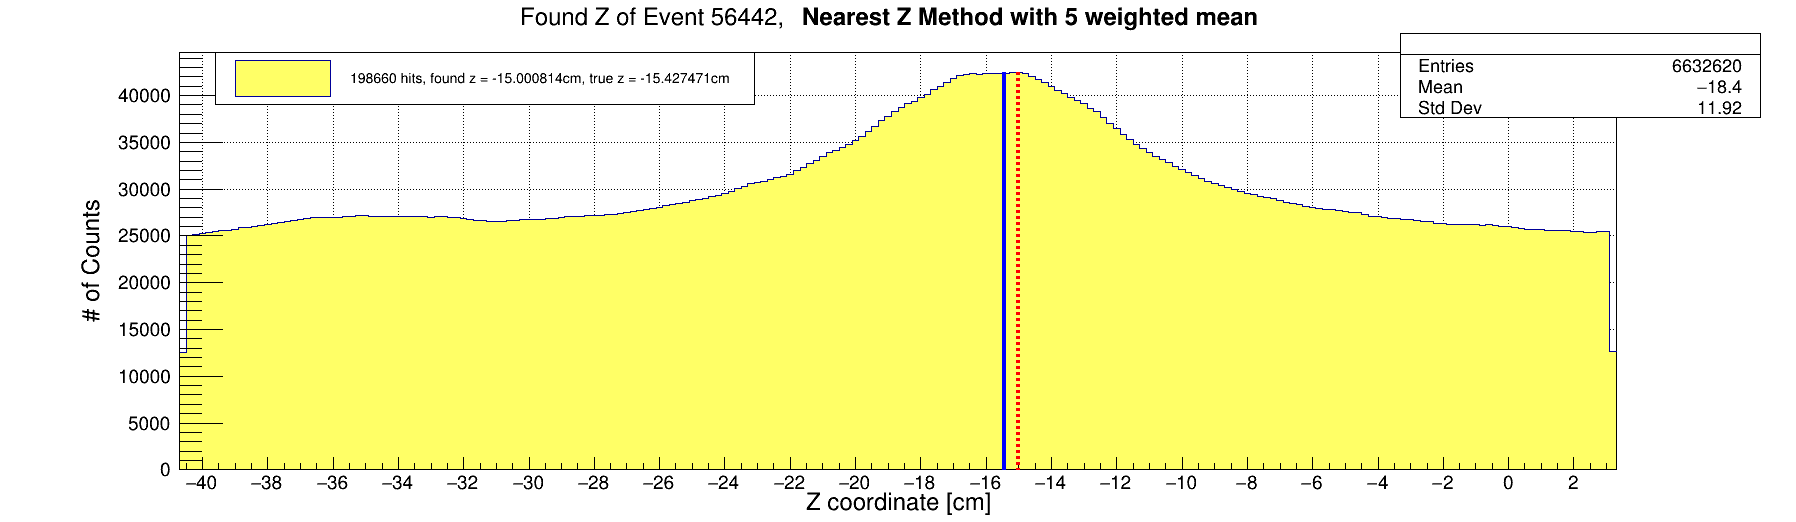 Found Z of Event 56442, Nearest Z Method with 5 weighted mean
198660 hits, found z = -15.000814cm, true z = -15.427471cm
Entries 6632620
Mean −18.4
Std Dev 11.92
# of Counts
40000
35000
30000
25000
20000
15000
10000
5000
0
−40 −38 −36 −34 −32 −30 −28 −26 −24 −22 −20 −18 −16 −14 −12 −10 −8 −6 −4 −2 0 2
Z coordinate [cm]